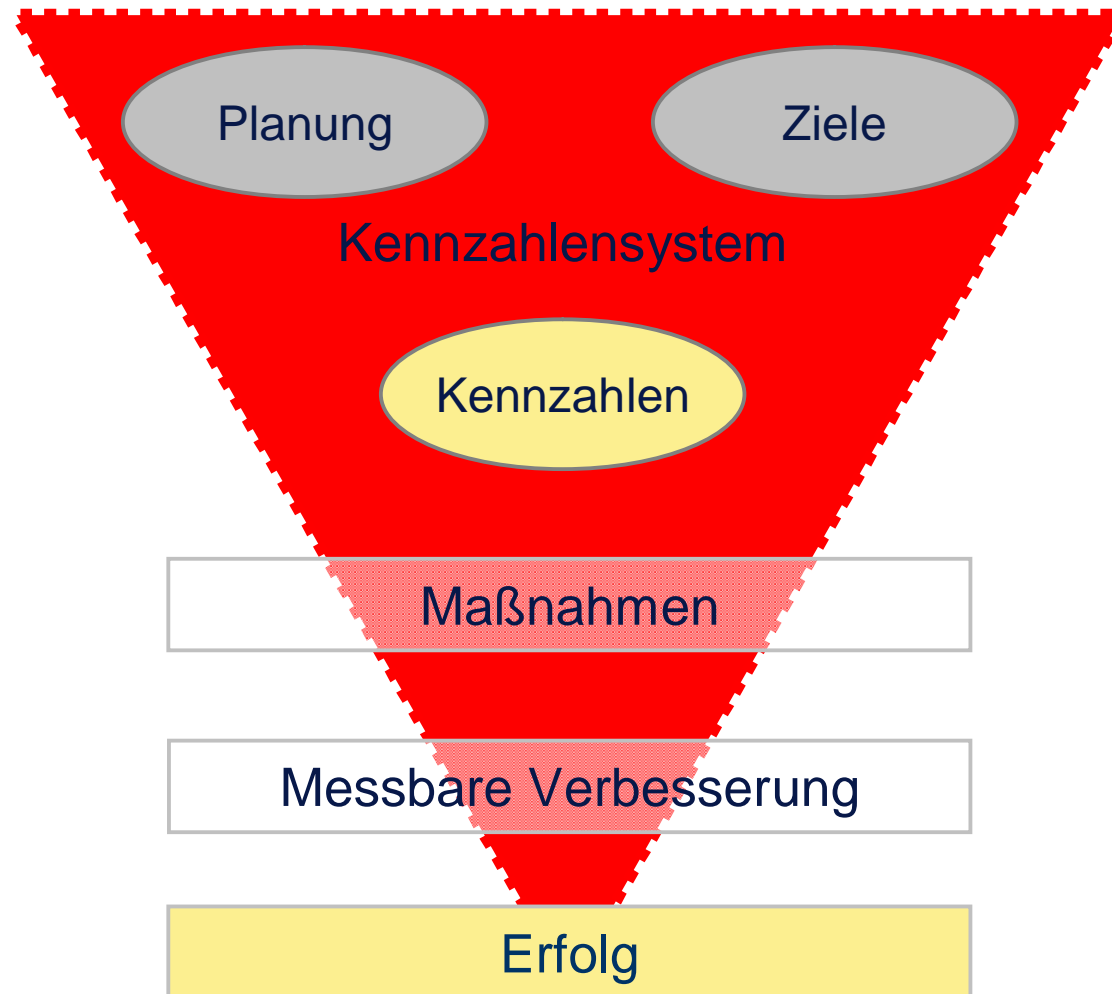 Planung
Ziele
Kennzahlensystem
Kennzahlen
Maßnahmen
Messbare Verbesserung
Erfolg